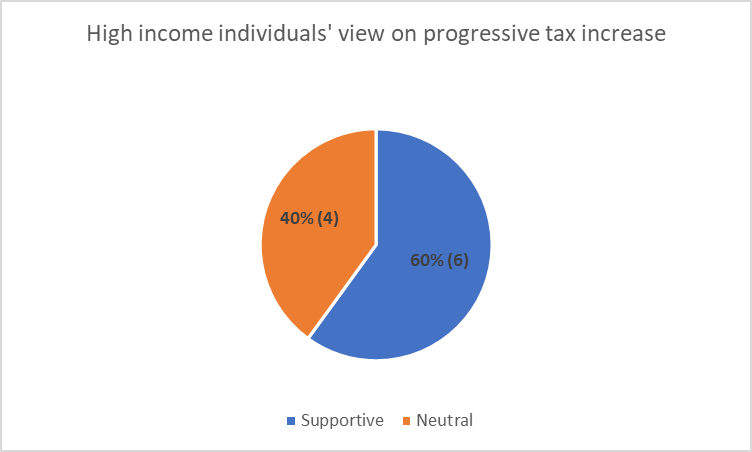 High income individuals' view on progressive tax increase
40% (4)
60% (6)
Supportive
Neutral